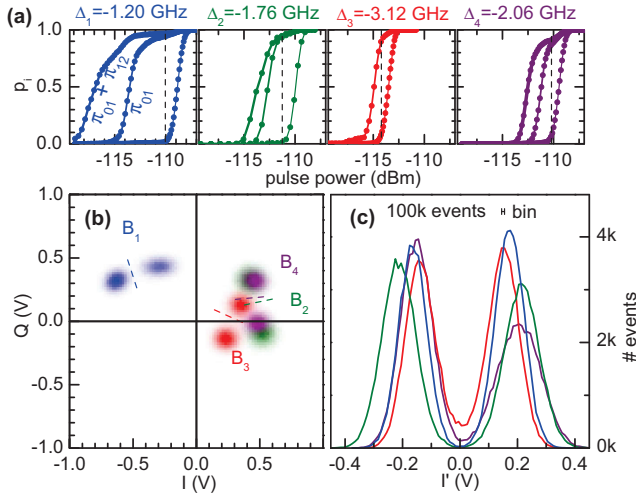 (a) Δ1=-1.20 GHz Δ2=-1.76 GHz Δ3=-3.12 GHz Δ4=-2.06 GHz
1.0
0.5
0.0
pi
π01 + π12
π01
-115 -110 -115 -110 -115 -110 -115 -110
pulse power (dBm)
1.0
0.5
0.0
0.5
1.0
Q (V)
(b)
B1
B4
B2
B3
-1.0 -0.5 0.0 0.5
I (V)
(c) 100k events bin
4k
2k
0k
# events
-0.4 -0.2 0.0 0.2 0.4
I' (V)